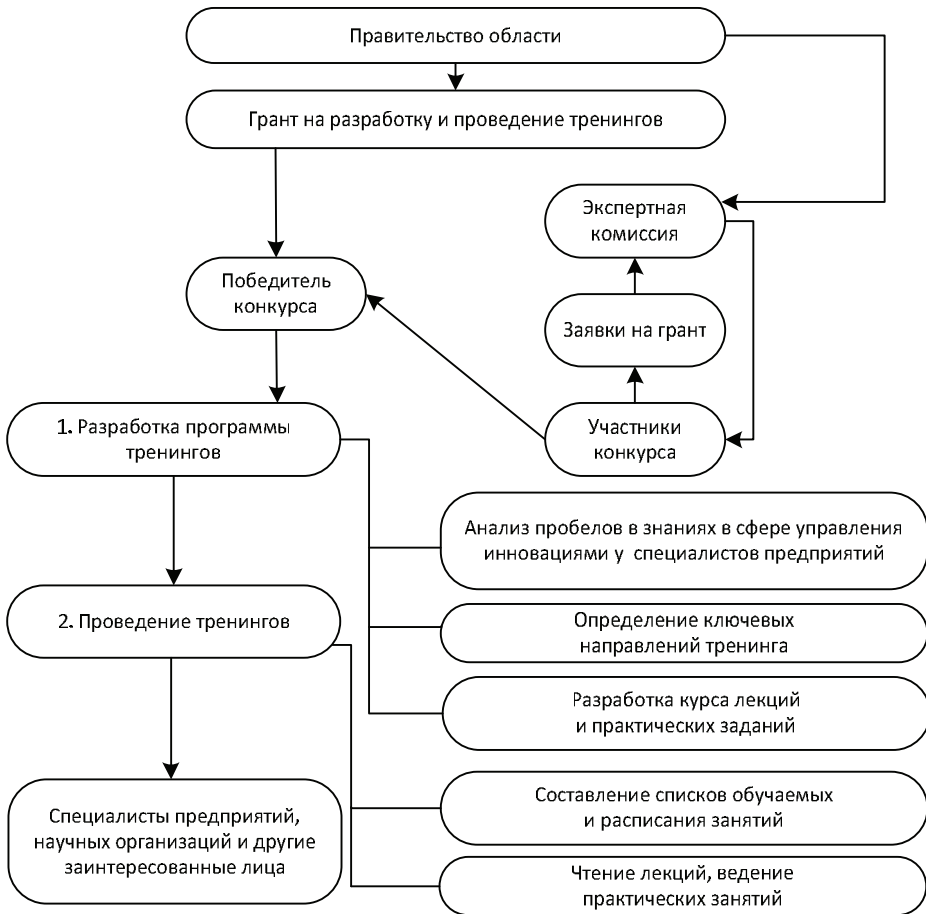 Правительство области
Грант на разработку и проведение тренингов
Экспертная
комиссия
Победитель
конкурса
Заявки на грант
Участники
конкурса
1. Разработка программы
тренингов
Анализ пробелов в знаниях в сфере управления
инновациями у специалистов предприятий
2. Проведение тренингов
Определение ключевых
направлений тренинга
Разработка курса лекций
и практических заданий
Специалисты предприятий,
научных организаций и другие
заинтересованные лица
Составление списков обучаемых
и расписания занятий
Чтение лекций, ведение
практических занятий